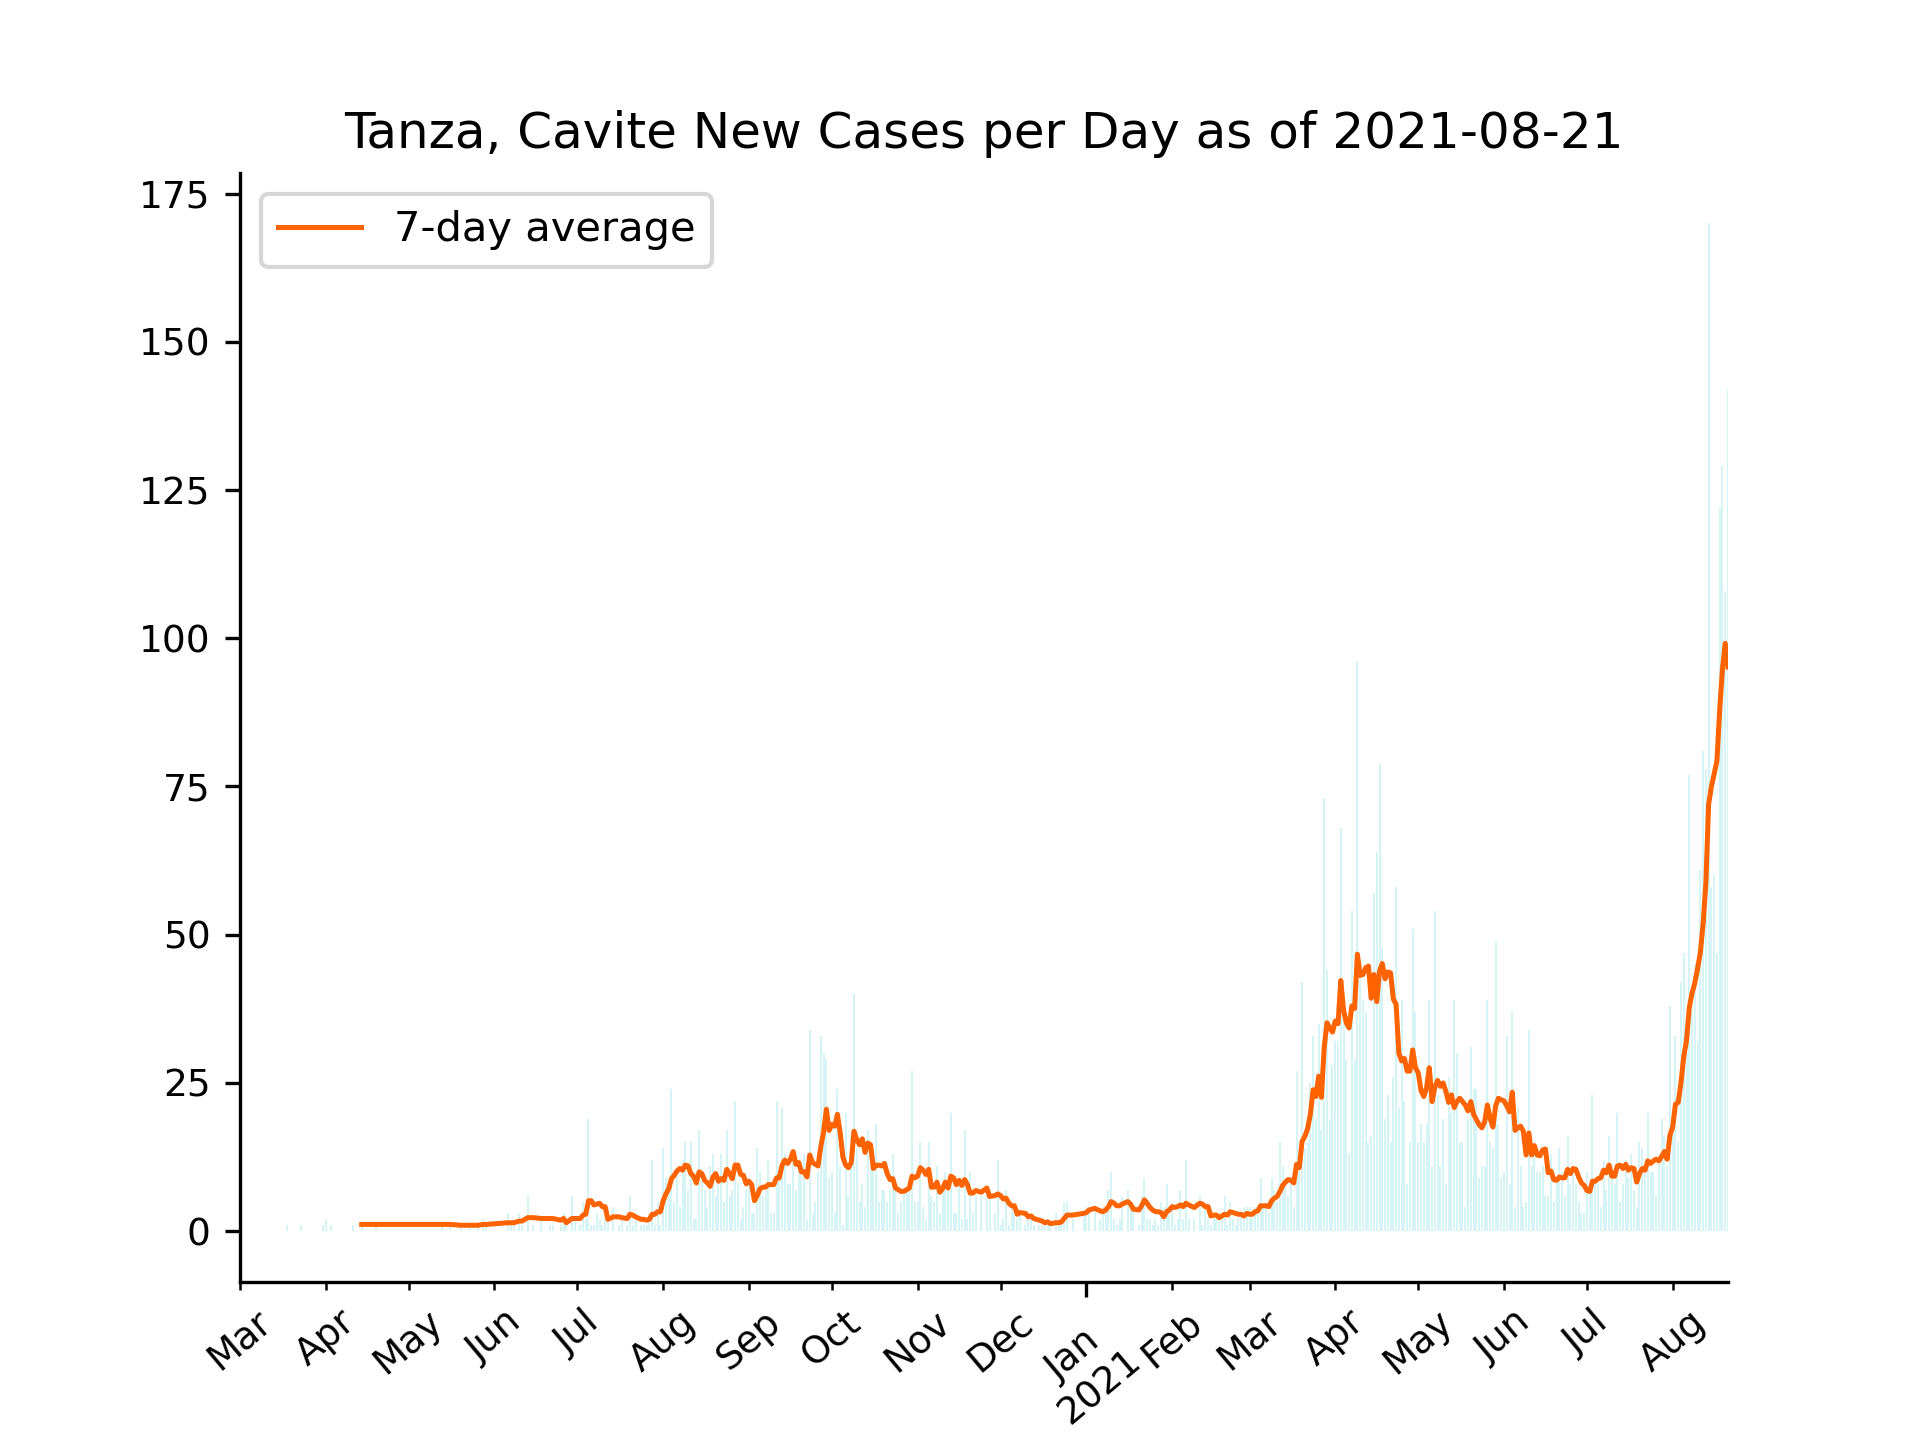 Tanza, Cavite New Cases per Day as of 2021-08-21
7-day average
175
150
125
100
75
50
25
0
Mar
Apr
May
Jun
Jul
Aug
Sep
Oct
Nov
Dec
Jan
2021
Feb
Mar
Apr
May
Jun
Jul
Aug